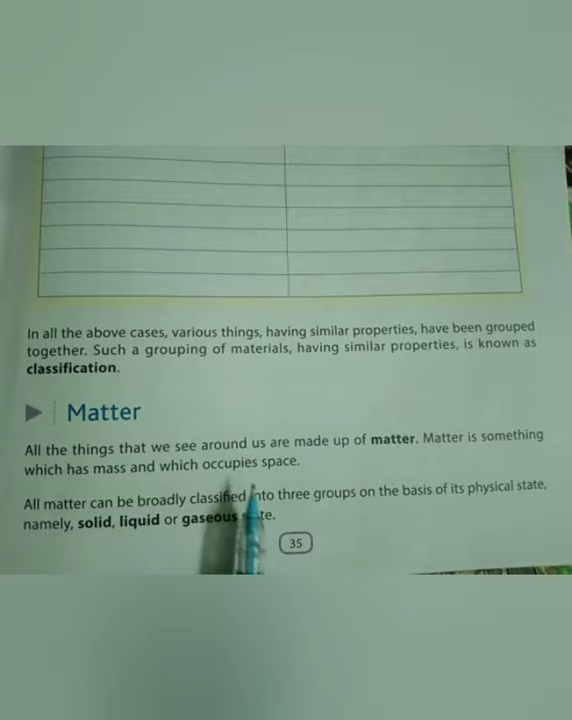 In all the above cases, various things, having similar properties, have been grouped
together. Such a grouping of materials, having similar properties, is known as
classification.
Matter
All the things that we see around us are made up of matter. Matter is something
which has mass and which occupies space.
All matter can be broadly classified into three groups on the basis of its physical state,
namely, solid, liquid or gaseous state.
35